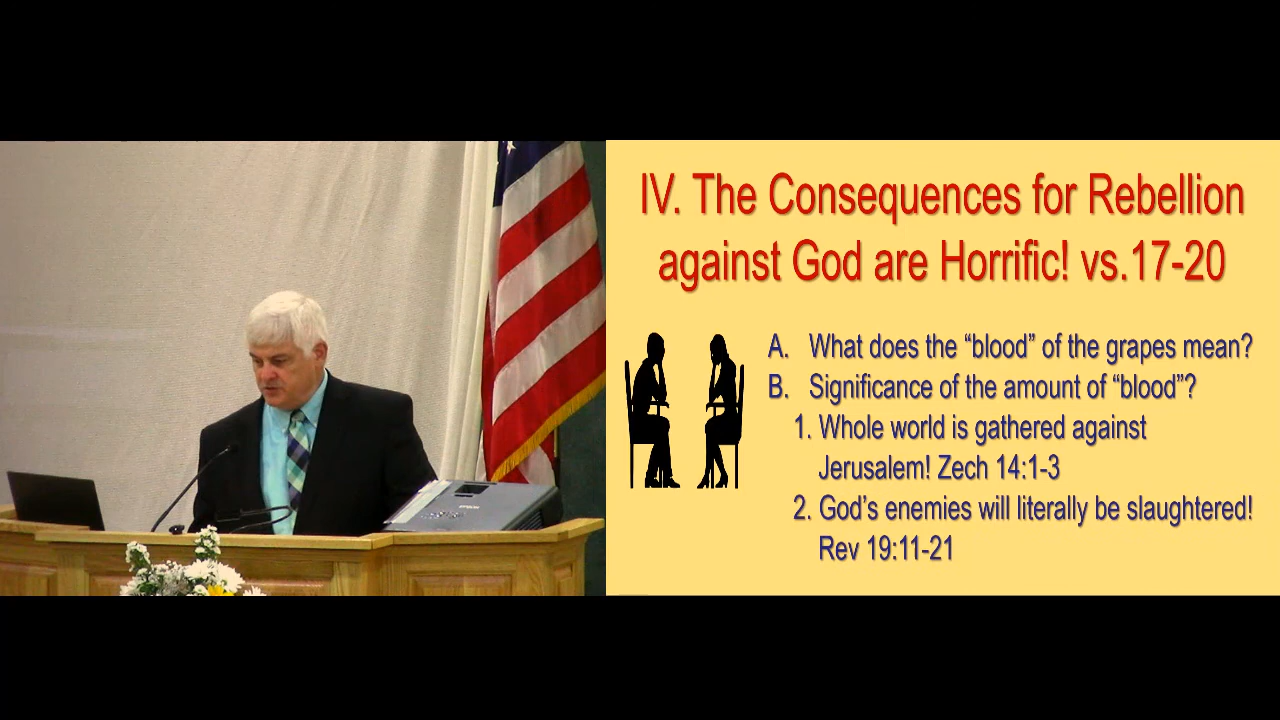 IV. The Consequences for Rebellion
against God are Horrific! vs.17-20
A. What does the “blood” of the grapes mean?
B. Significance of the amount of “blood”?
1. Whole world is gathered against
Jerusalem! Zech 14:1-3
2. God’s enemies will literally be slaughtered!
Rev 19:11-21
EPSON